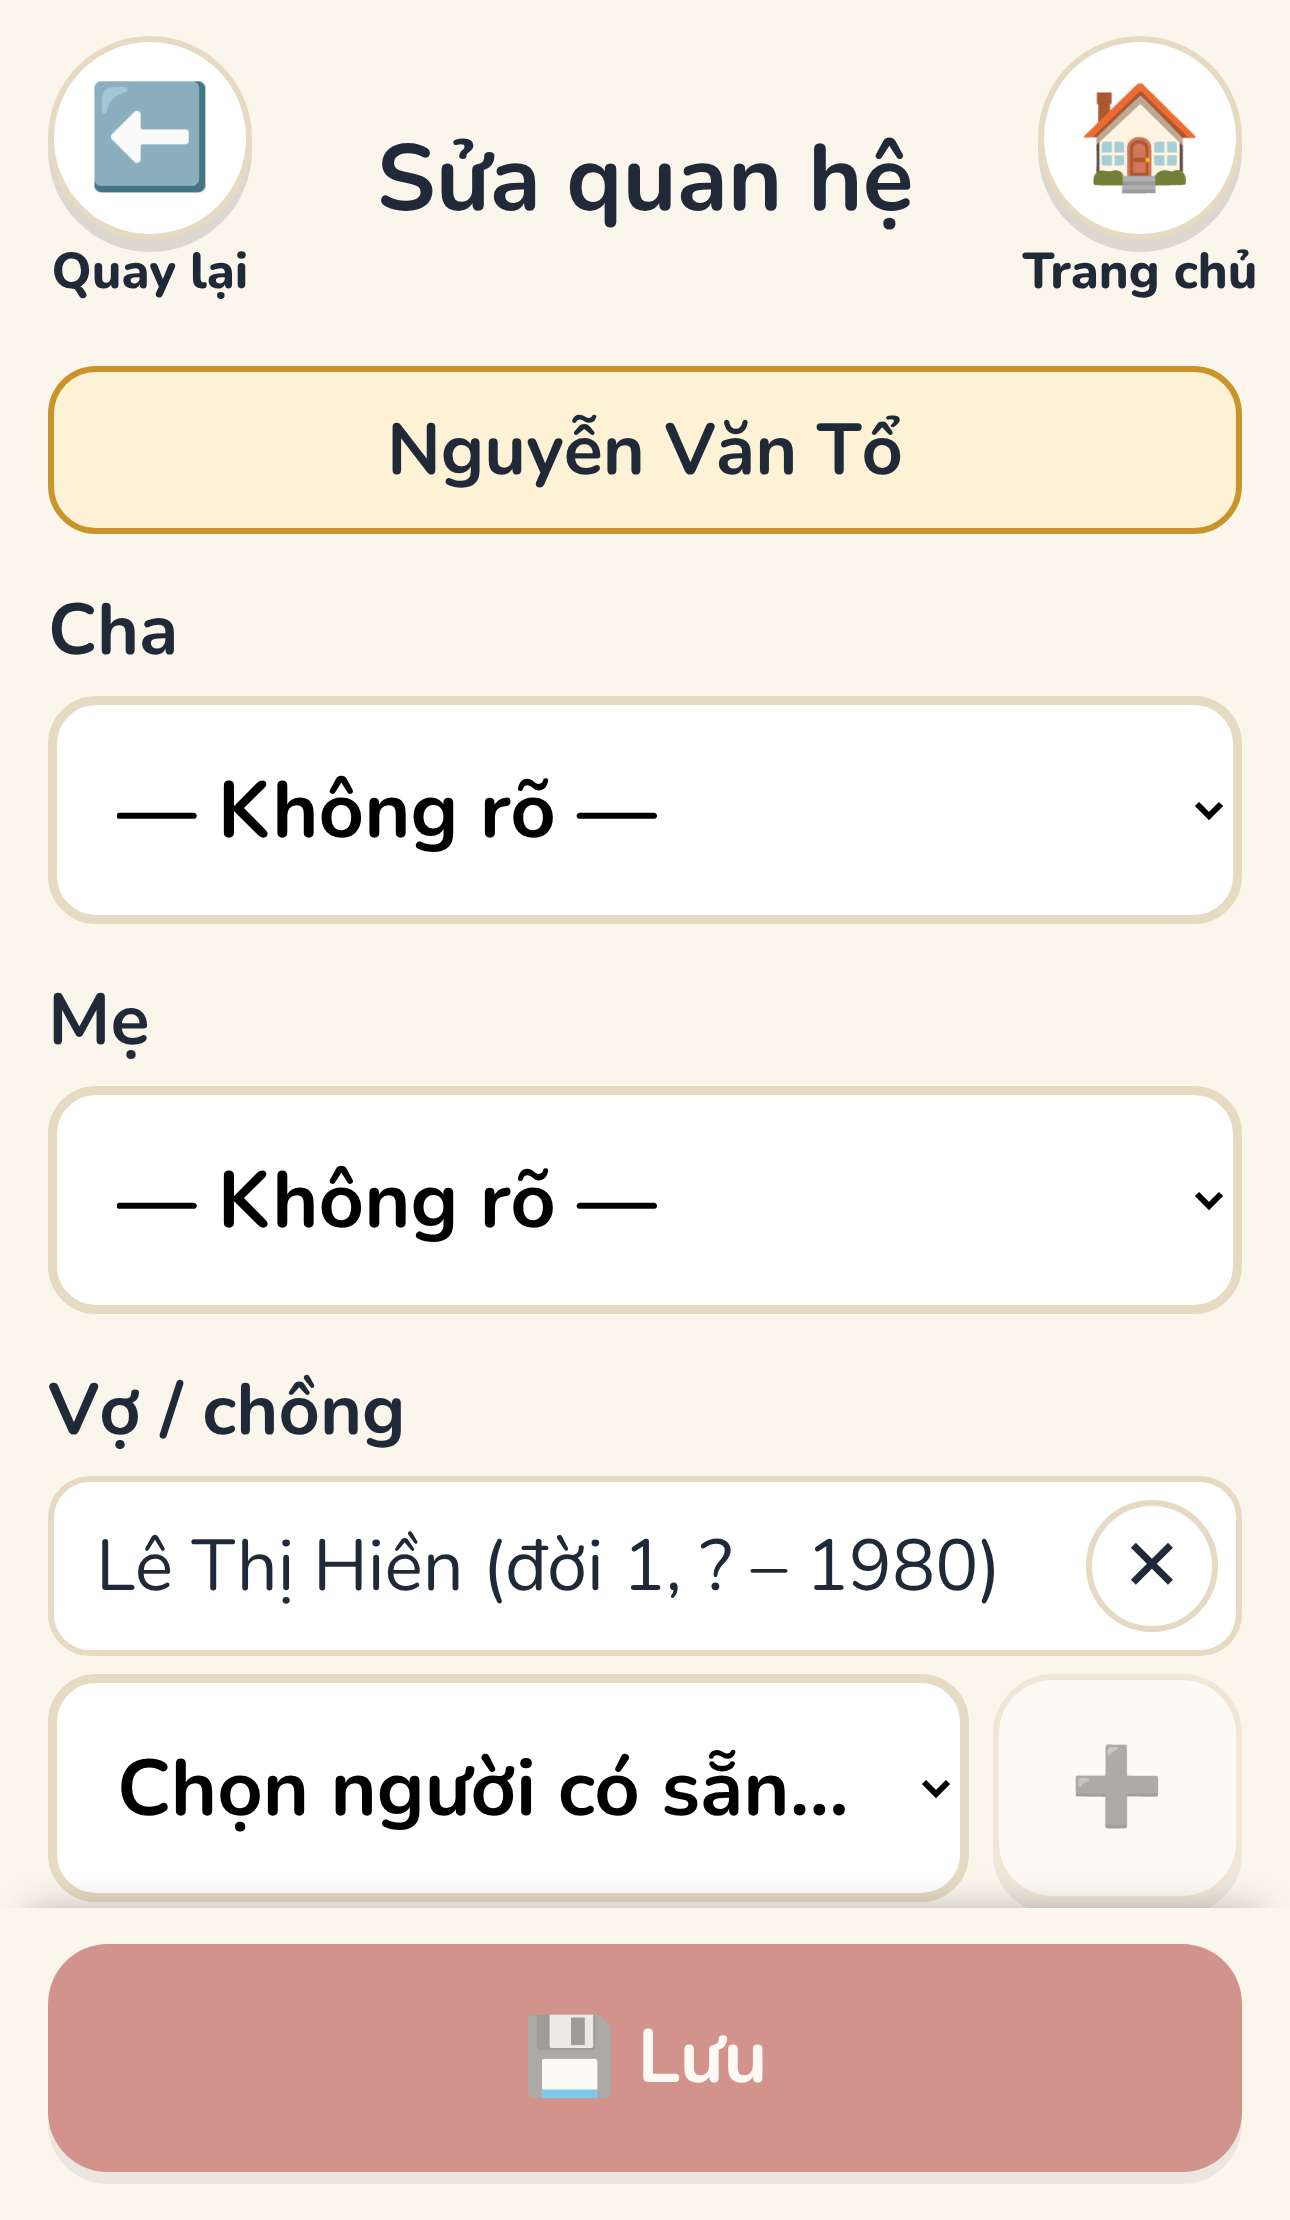 Sửa quan hệ
Quay lại
Trang chủ
Nguyễn Văn Tổ
Cha
— Không rõ —
Mẹ
— Không rõ —
Vợ / chồng
Lê Thị Hiền (đời 1, ? – 1980)
Chọn người có sẵn...
Lưu